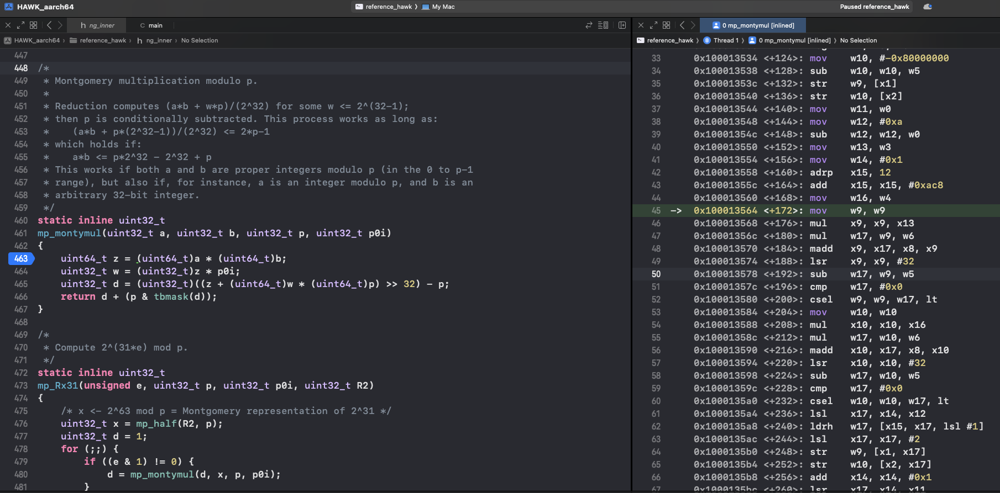 HAWK_aarch64
reference_hawk 〉 My Mac
Paused reference_hawk
h ng_inner
C main
HAWK_aarch64 › reference_hawk › h ng_inner › No Selection
447
448 /*
449  * Montgomery multiplication modulo p.
450  *
451  * Reduction computes (a*b + w*p)/(2^32) for some w <= 2^(32-1);
452  * then p is conditionally subtracted. This process works as long as:
453  *    (a*b + p*(2^32-1))/(2^32) <= 2*p-1
454  * which holds if:
455  *    a*b <= p*2^32 - 2^32 + p
456  * This works if both a and b are proper integers modulo p (in the 0 to p-1
457  * range), but also if, for instance, a is an integer modulo p, and b is an
458  * arbitrary 32-bit integer.
459  */
460 static inline uint32_t
461 mp_montymul(uint32_t a, uint32_t b, uint32_t p, uint32_t p0i)
462 {
463     uint64_t z = (uint64_t)a * (uint64_t)b;
464     uint32_t w = (uint32_t)z * p0i;
465     uint32_t d = (uint32_t)((z + (uint64_t)w * (uint64_t)p) >> 32) - p;
466     return d + (p & tbmask(d));
467 }
468
469 /*
470  * Compute 2^(31*e) mod p.
471  */
472 static inline uint32_t
473 mp_Rx31(unsigned e, uint32_t p, uint32_t p0i, uint32_t R2)
474 {
475     /* x <- 2^63 mod p = Montgomery representation of 2^31 */
476     uint32_t x = mp_half(R2, p);
477     uint32_t d = 1;
478     for (;;) {
479         if ((e & 1) != 0) {
480             d = mp_montymul(d, x, p, p0i);
481         }
0 mp_montymul [inlined]
reference_hawk 〉 Thread 1 〉 0 mp_montymul [inlined] 〉 No Selection
33 0x100013534 <+124>: mov w10, #-0x80000000
34 0x100013538 <+128>: sub w10, w10, w5
35 0x10001353c <+132>: str w9, [x1]
36 0x100013540 <+136>: str w10, [x2]
37 0x100013544 <+140>: mov w11, w0
38 0x100013548 <+144>: mov w12, #0xa
39 0x10001354c <+148>: sub w12, w12, w0
40 0x100013550 <+152>: mov w13, w3
41 0x100013554 <+156>: mov w14, #0x1
42 0x100013558 <+160>: adrp x15, 12
43 0x10001355c <+164>: add x15, x15, #0xac8
44 0x100013560 <+168>: mov w16, w4
45 -> 0x100013564 <+172>: mov w9, w9
46 0x100013568 <+176>: mul x9, x9, x13
47 0x10001356c <+180>: mul w17, w9, w6
48 0x100013570 <+184>: madd x9, x17, x8, x9
49 0x100013574 <+188>: lsr x9, x9, #32
50 0x100013578 <+192>: sub w17, w9, w5
51 0x10001357c <+196>: cmp w17, #0x0
52 0x100013580 <+200>: csel w9, w9, w17, lt
53 0x100013584 <+204>: mov w10, w10
54 0x100013588 <+208>: mul x10, x10, x16
55 0x10001358c <+212>: mul w17, w10, w6
56 0x100013590 <+216>: madd x10, x17, x8, x10
57 0x100013594 <+220>: lsr x10, x10, #32
58 0x100013598 <+224>: sub w17, w10, w5
59 0x10001359c <+228>: cmp w17, #0x0
60 0x1000135a0 <+232>: csel w10, w10, w17, lt
61 0x1000135a4 <+236>: lsl x17, x14, x12
62 0x1000135a8 <+240>: ldrh w17, [x15, x17, lsl #1]
63 0x1000135ac <+244>: lsl x17, x17, #2
64 0x1000135b0 <+248>: str w9, [x1, x17]
65 0x1000135b4 <+252>: str w10, [x2, x17]
66 0x1000135b8 <+256>: add x14, x14, #0x1
67 0x1000135bc <+260>: lsr x17, x14, x11